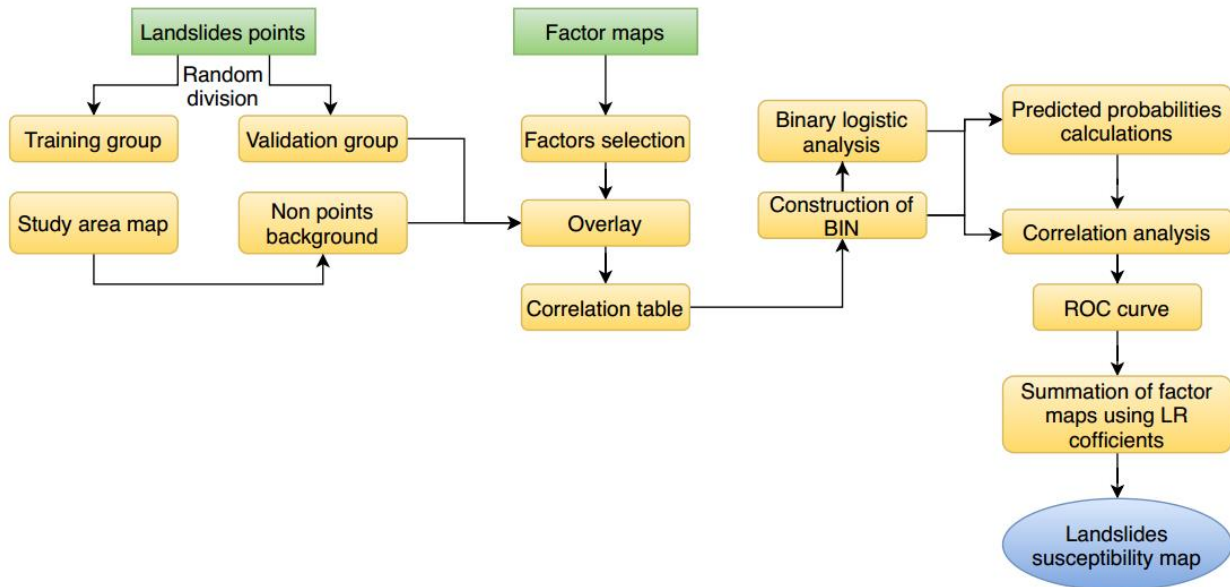 Landslides points
Factor maps
Random
division
Training group
Validation group
Factors selection
Binary logistic
analysis
Predicted probabilities
calculations
Study area map
Non points
background
Overlay
Construction of
BIN
Correlation analysis
Correlation table
ROC curve
Summation of factor
maps using LR
cofficients
Landslides
susceptibility map